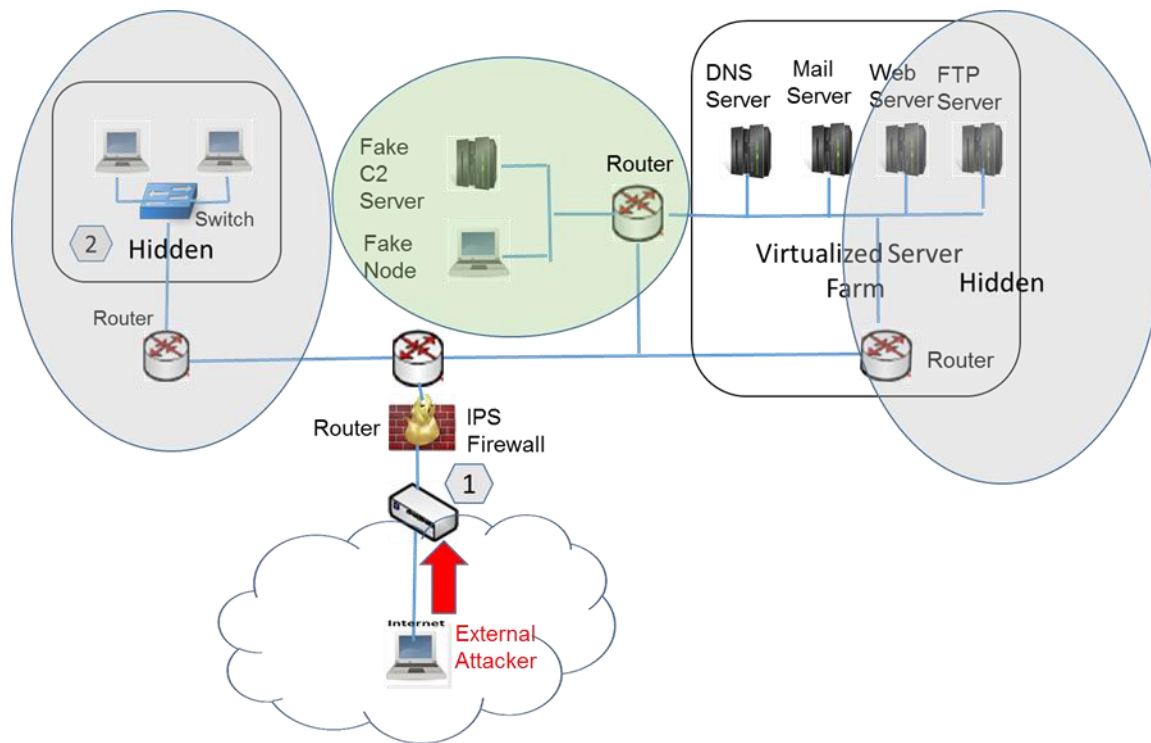 DNS
Server
Mail
Server
Web
Server
FTP
Server
Fake
C2
Server
Router
Switch
2
Hidden
Fake
Node
Virtualized Server
Farm
Hidden
Router
Router
Router
IPS
Firewall
1
Internet
External
Attacker